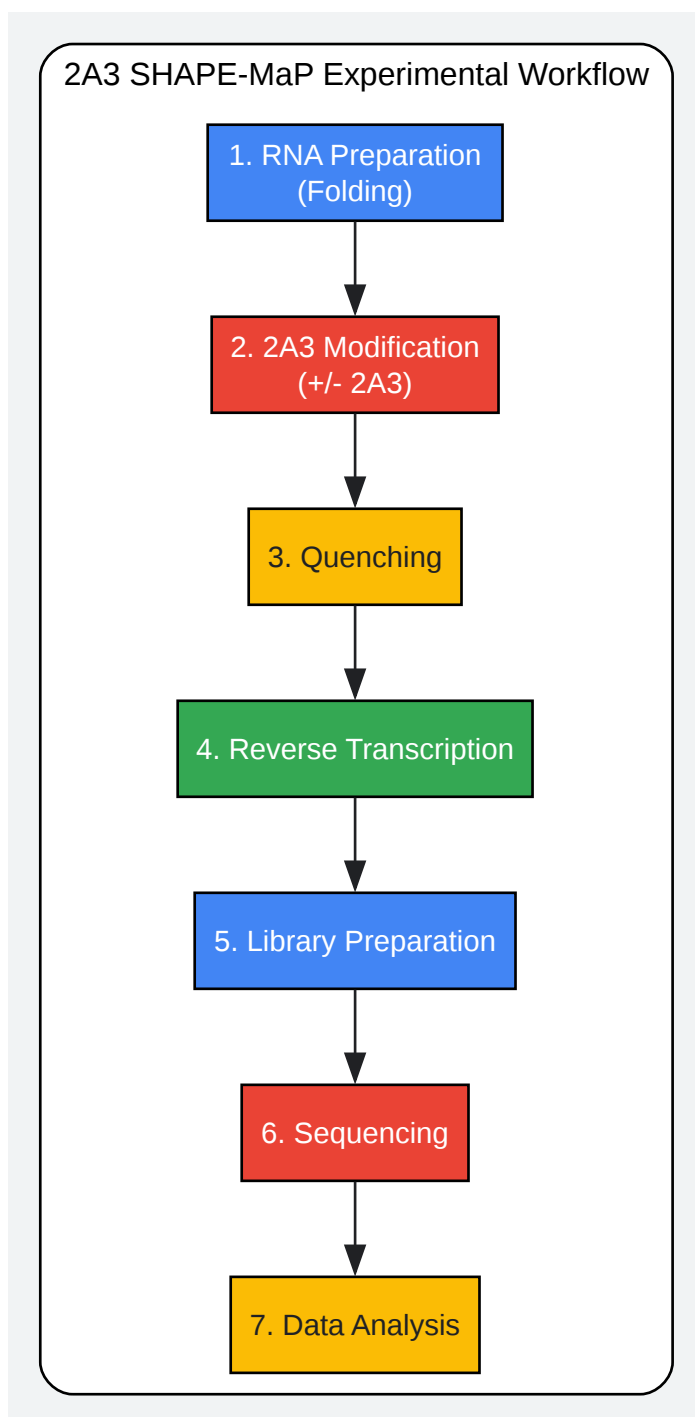 2A3 SHAPE-MaP Experimental Workflow
1. RNA Preparation
(Folding)
2. 2A3 Modification
(+/- 2A3)
3. Quenching
4. Reverse Transcription
5. Library Preparation
6. Sequencing
7. Data Analysis